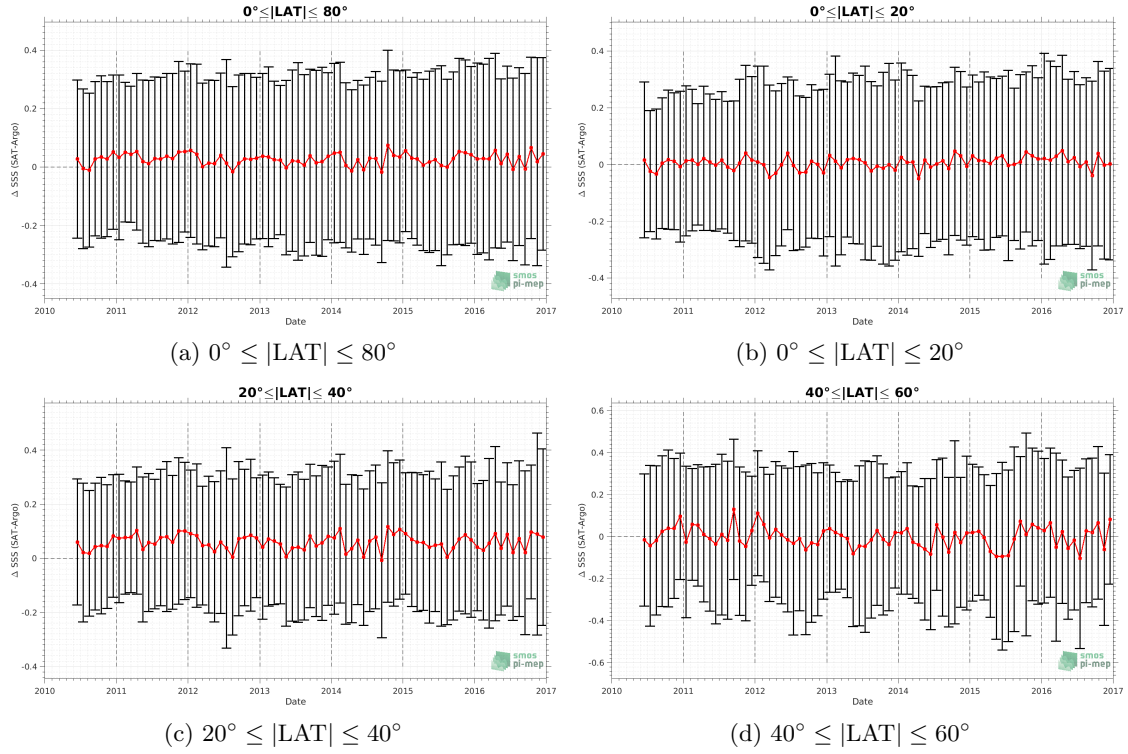 0°≤|LAT|≤ 80°
Δ SSS (SAT-Argo)
0.4
0.2
0
-0.2
-0.4
smos
pi-mep
2010 2011 2012 2013 2014 2015 2016 2017
Date
(a) 0° ≤ |LAT| ≤ 80°
0°≤|LAT|≤ 20°
Δ SSS (SAT-Argo)
0.4
0.2
0
-0.2
-0.4
smos
pi-mep
2010 2011 2012 2013 2014 2015 2016 2017
Date
(b) 0° ≤ |LAT| ≤ 20°
20°≤|LAT|≤ 40°
Δ SSS (SAT-Argo)
0.4
0.2
0
-0.2
-0.4
smos
pi-mep
2010 2011 2012 2013 2014 2015 2016 2017
Date
(c) 20° ≤ |LAT| ≤ 40°
40°≤|LAT|≤ 60°
Δ SSS (SAT-Argo)
0.6
0.4
0.2
0
-0.2
-0.4
-0.6
smos
pi-mep
2010 2011 2012 2013 2014 2015 2016 2017
Date
(d) 40° ≤ |LAT| ≤ 60°